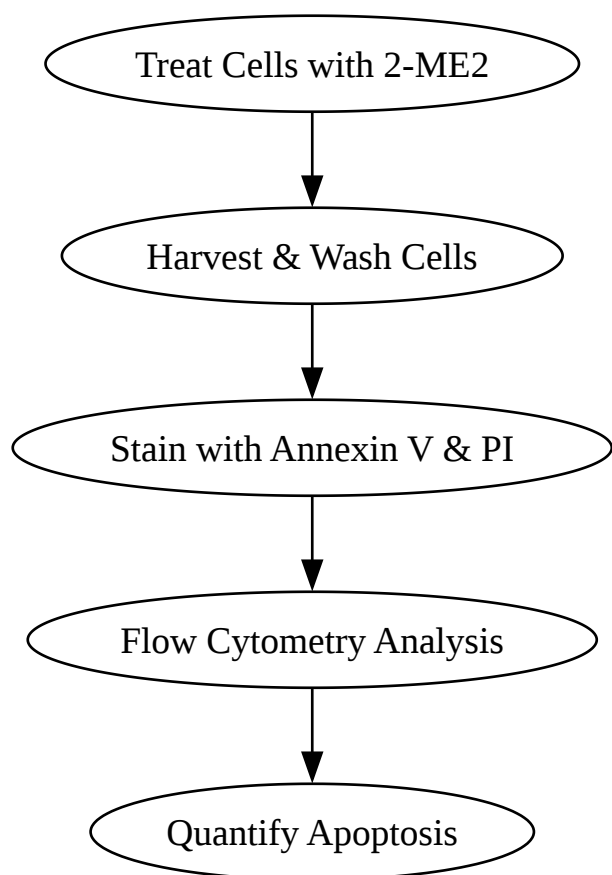 Treat Cells with 2-ME2
Harvest & Wash Cells
Stain with Annexin V & PI
Flow Cytometry Analysis
Quantify Apoptosis